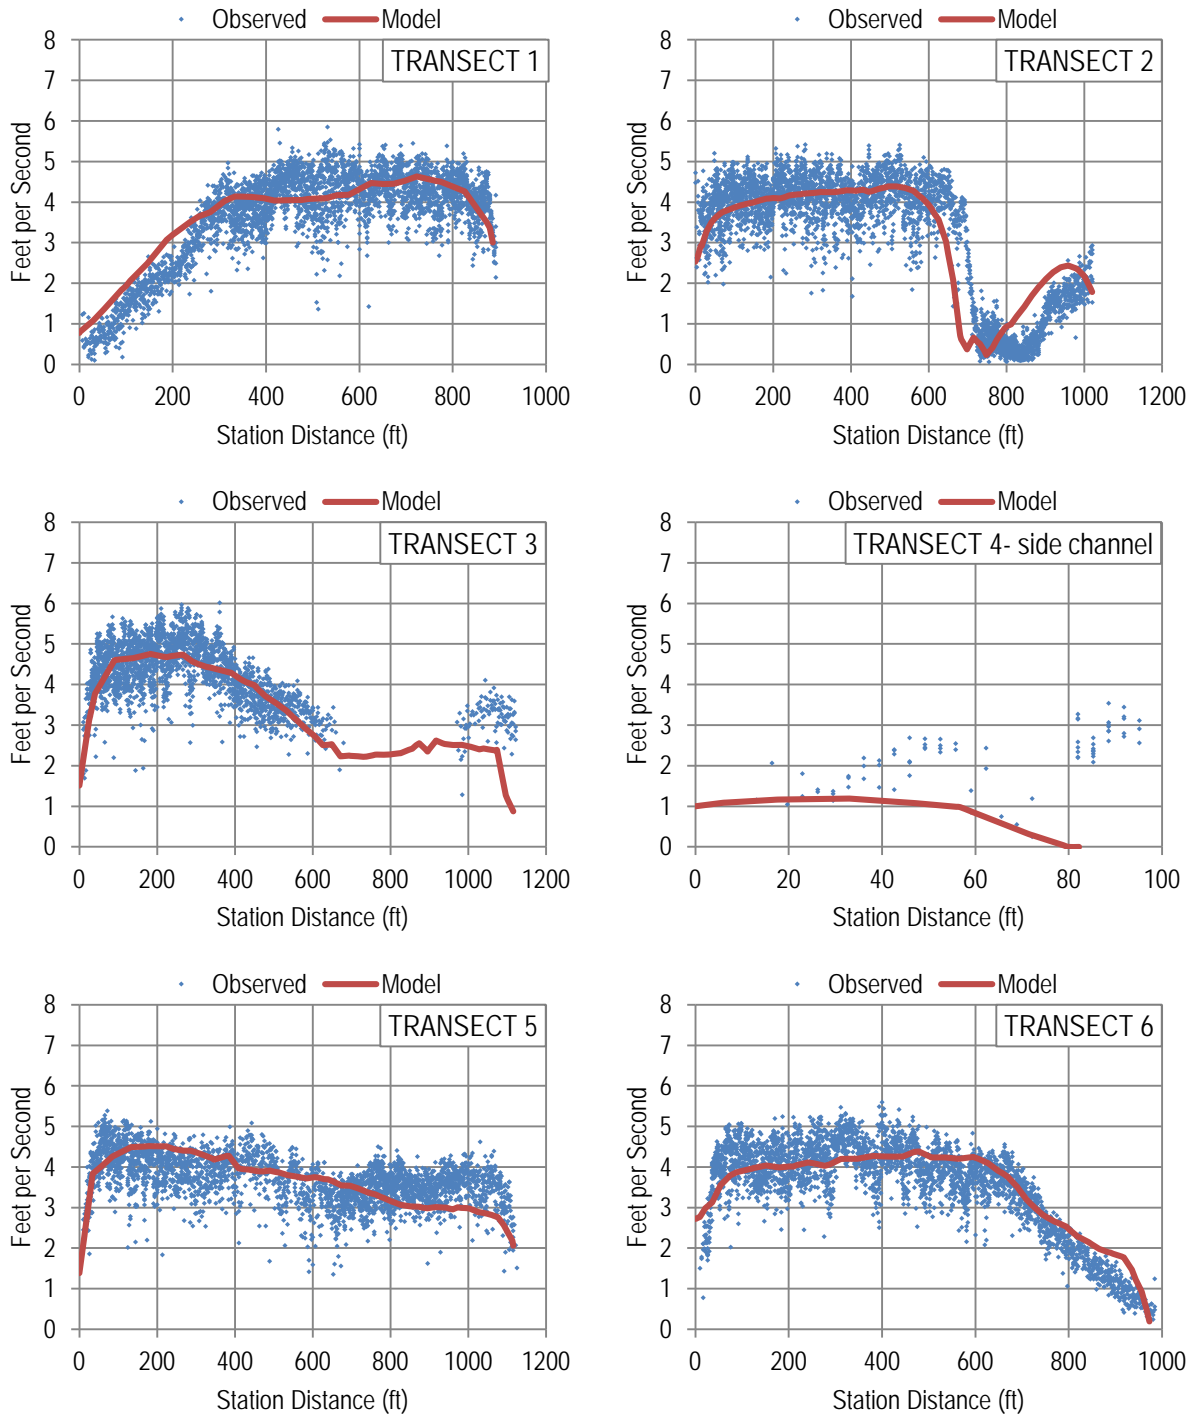 Observed Model
TRANSECT 1
8
7
6
5
4
3
2
1
0
Feet per Second
0 200 400 600 800 1000
Station Distance (ft)
Observed Model
TRANSECT 2
8
7
6
5
4
3
2
1
0
Feet per Second
0 200 400 600 800 1000 1200
Station Distance (ft)
Observed Model
TRANSECT 3
8
7
6
5
4
3
2
1
0
Feet per Second
0 200 400 600 800 1000 1200
Station Distance (ft)
Observed Model
TRANSECT 4- side channel
8
7
6
5
4
3
2
1
0
Feet per Second
0 20 40 60 80 100
Station Distance (ft)
Observed Model
TRANSECT 5
8
7
6
5
4
3
2
1
0
Feet per Second
0 200 400 600 800 1000 1200
Station Distance (ft)
Observed Model
TRANSECT 6
8
7
6
5
4
3
2
1
0
Feet per Second
0 200 400 600 800 1000
Station Distance (ft)